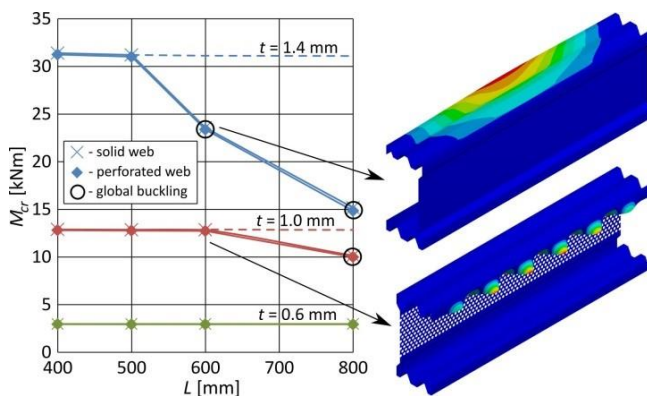 35
30
25
20
15
10
5
0
M_cr [kNm]
t = 1.4 mm
- solid web
- perforated web
- global buckling
t = 1.0 mm
t = 0.6 mm
400 500 600 700 800
L [mm]